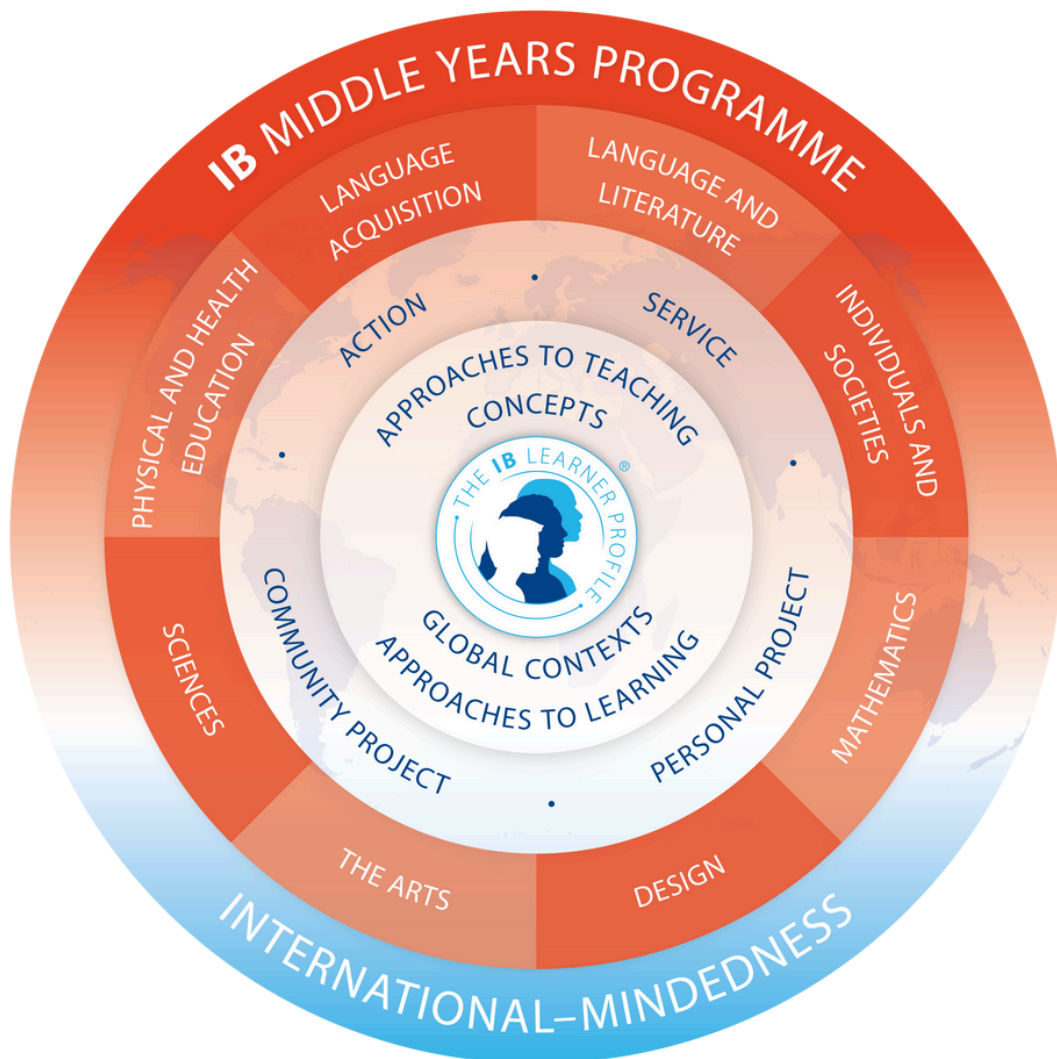 IB MIDDLE YEARS PROGRAMME
LANGUAGE
ACQUISITION
LANGUAGE AND
LITERATURE
INDIVIDUALS AND
SOCIETIES
MATHEMATICS
DESIGN
THE ARTS
SCIENCES
PHYSICAL AND HEALTH
EDUCATION
ACTION
SERVICE
PERSONAL PROJECT
COMMUNITY PROJECT
APPROACHES TO TEACHING
CONCEPTS
THE IB LEARNER PROFILE ®
GLOBAL CONTEXTS
APPROACHES TO LEARNING
INTERNATIONAL–MINDEDNESS